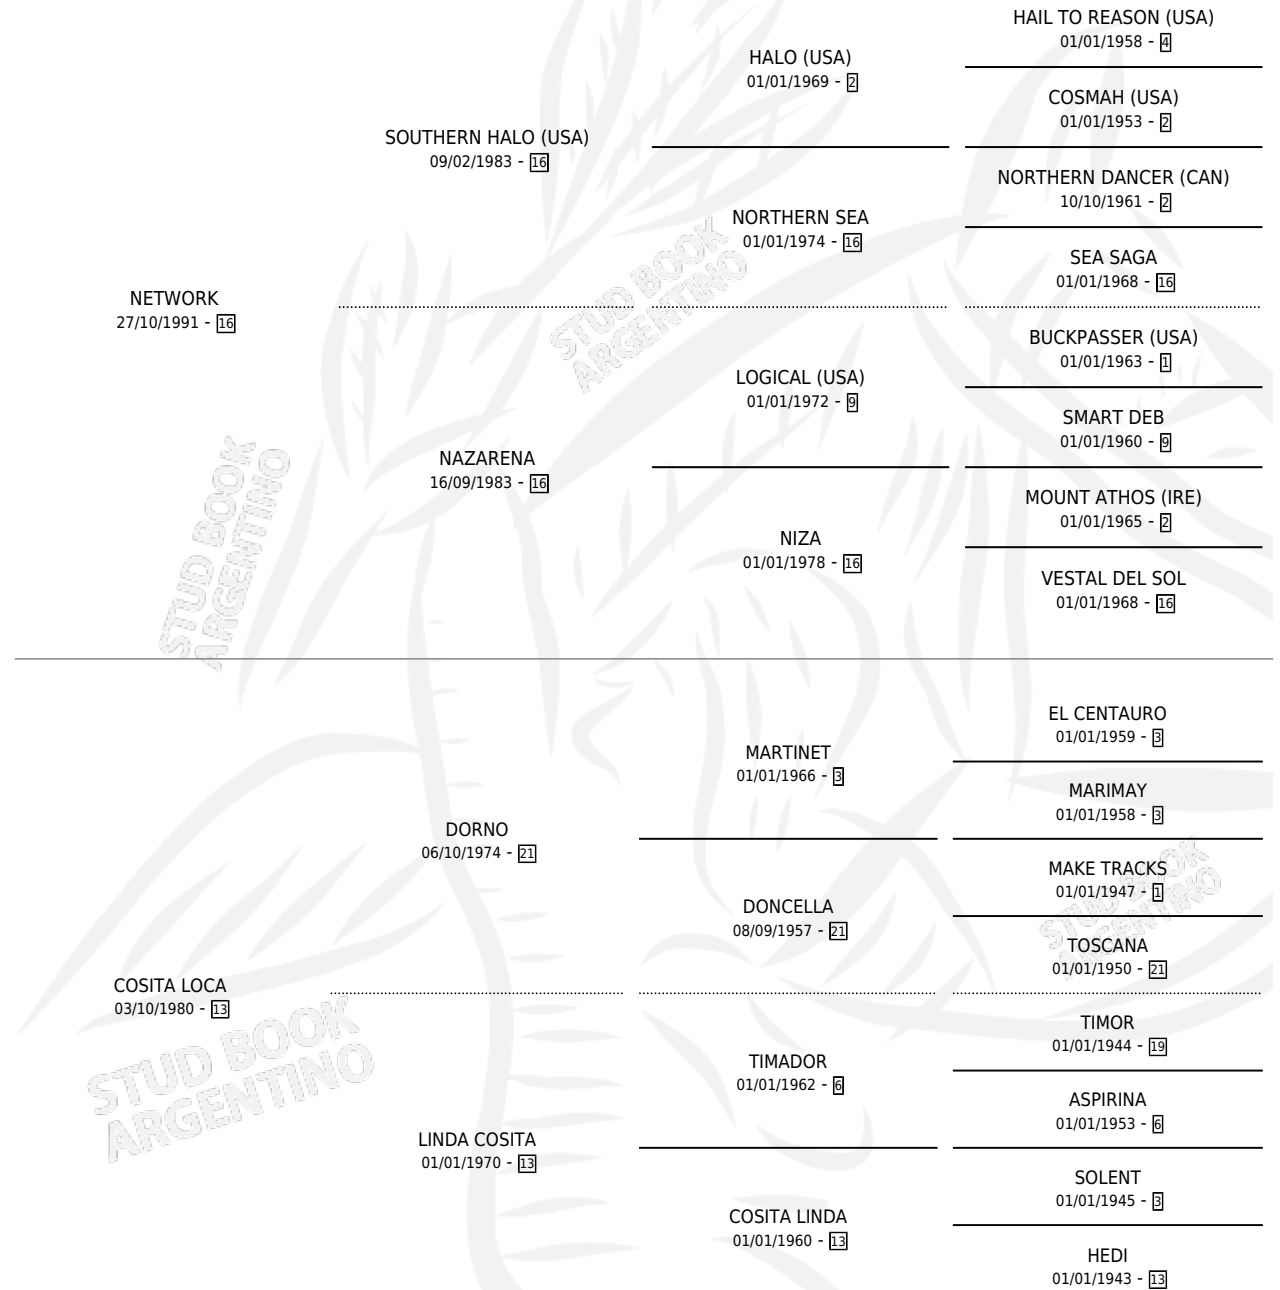 HAIL TO REASON (USA)
01/01/1958 - 4
HALO (USA)
01/01/1969 - 2
COSMAH (USA)
01/01/1953 - 2
SOUTHERN HALO (USA)
09/02/1983 - 16
NORTHERN DANCER (CAN)
10/10/1961 - 2
NORTHERN SEA
01/01/1974 - 16
SEA SAGA
01/01/1968 - 16
NETWORK
27/10/1991 - 16
BUCKPASSER (USA)
01/01/1963 - 1
LOGICAL (USA)
01/01/1972 - 9
SMART DEB
01/01/1960 - 9
NAZARENA
16/09/1983 - 16
MOUNT ATHOS (IRE)
01/01/1965 - 2
NIZA
01/01/1978 - 16
VESTAL DEL SOL
01/01/1968 - 16
EL CENTAURO
01/01/1959 - 3
MARTINET
01/01/1966 - 3
MARIMAY
01/01/1958 - 3
DORNO
06/10/1974 - 21
MAKE TRACKS
01/01/1947 - 1
DONCELLA
08/09/1957 - 21
TOSCANA
01/01/1950 - 21
COSITA LOCA
03/10/1980 - 13
TIMOR
01/01/1944 - 19
TIMADOR
01/01/1962 - 6
ASPIRINA
01/01/1953 - 6
LINDA COSITA
01/01/1970 - 13
SOLENT
01/01/1945 - 3
COSITA LINDA
01/01/1960 - 13
HEDI
01/01/1943 - 13
STUD BOOK
ARGENTINO
STUD BOOK
ARGENTINO
STUD BOOK
ARGENTINO
STUD BOOK
ARGENTINO